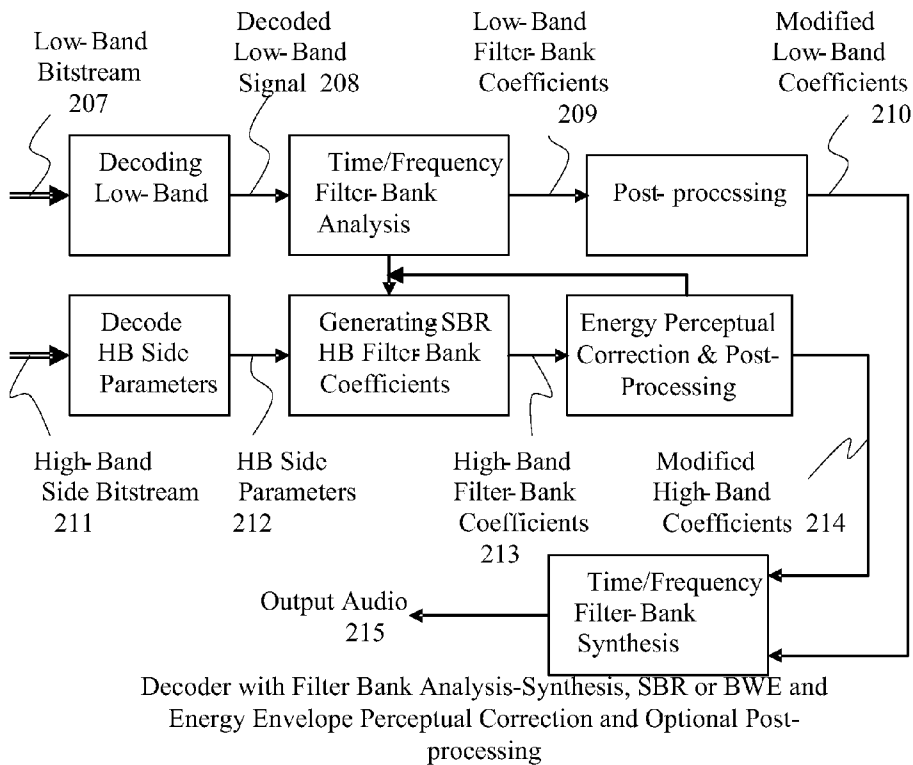 Low-Band
Bitstream
207
Decoded
Low-Band
Signal 208
Low-Band
Filter-Bank
Coefficients
209
Modified
Low-Band
Coefficients
210
Decoding
Low-Band
Time/Frequency
Filter-Bank
Analysis
Post-processing
Decode
HB Side
Parameters
Generating SBR
HB Filter-Bank
Coefficients
Energy Perceptual
Correction & Post-
Processing
High-Band
Side Bitstream
211
HB Side
Parameters
212
High-Band
Filter-Bank
Coefficients
213
Modified
High-Band
Coefficients 214
Time/Frequency
Filter-Bank
Synthesis
Output Audio
215
Decoder with Filter Bank Analysis-Synthesis, SBR or BWE and
Energy Envelope Perceptual Correction and Optional Post-
processing